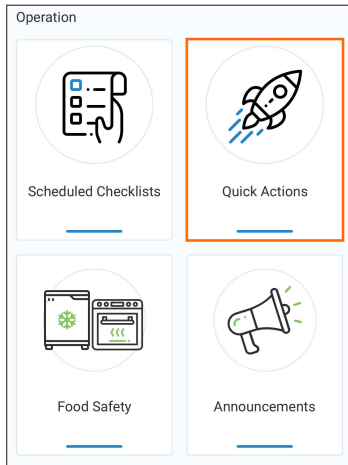 Operation
Scheduled Checklists
Quick Actions
Food Safety
Announcements